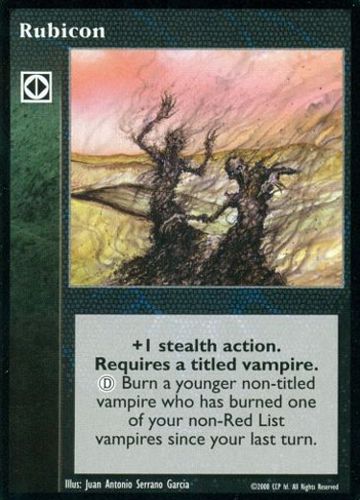 Rubicon
+1 stealth action.
Requires a titled vampire.
Ⓓ Burn a younger non-titled
vampire who has burned one
of your non-Red List
vampires since your last turn.
Illus: Juan Antonio Serrano Garcia ©2008 CCP hf. All Rights Reserved